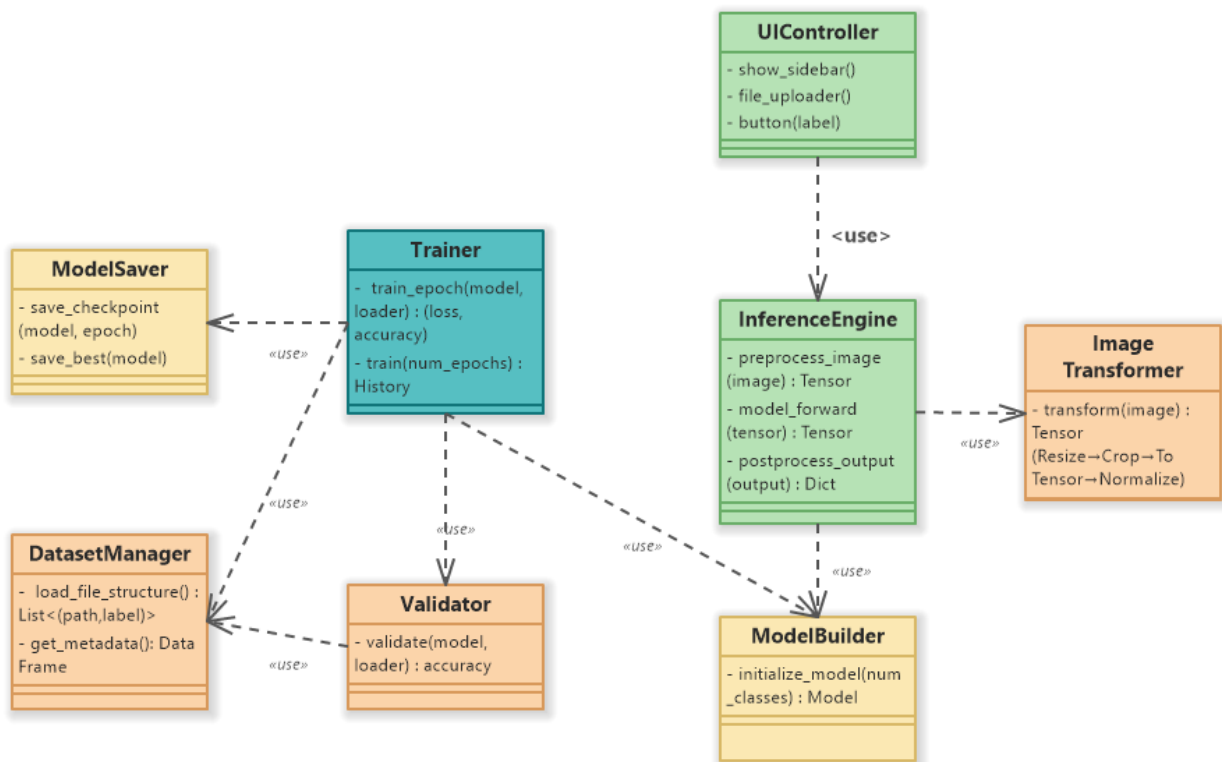 UIController
- show_sidebar()
- file_uploader()
- button(label)
<use>
ModelSaver
- save_checkpoint
(model, epoch)
- save_best(model)
«use»
Trainer
- train_epoch(model,
loader) : (loss,
accuracy)
- train(num_epochs) :
History
InferenceEngine
- preprocess_image
(image) : Tensor
- model_forward
(tensor) : Tensor
- postprocess_output
(output) : Dict
«use»
Image
Transformer
- transform(image) :
Tensor
(Resize→Crop→To
Tensor→Normalize)
«use»
«use»
«use»
«use»
DatasetManager
- load_file_structure() :
List<(path,label)>
- get_metadata(): Data
Frame
«use»
Validator
- validate(model,
loader) : accuracy
ModelBuilder
- initialize_model(num
_classes) : Model